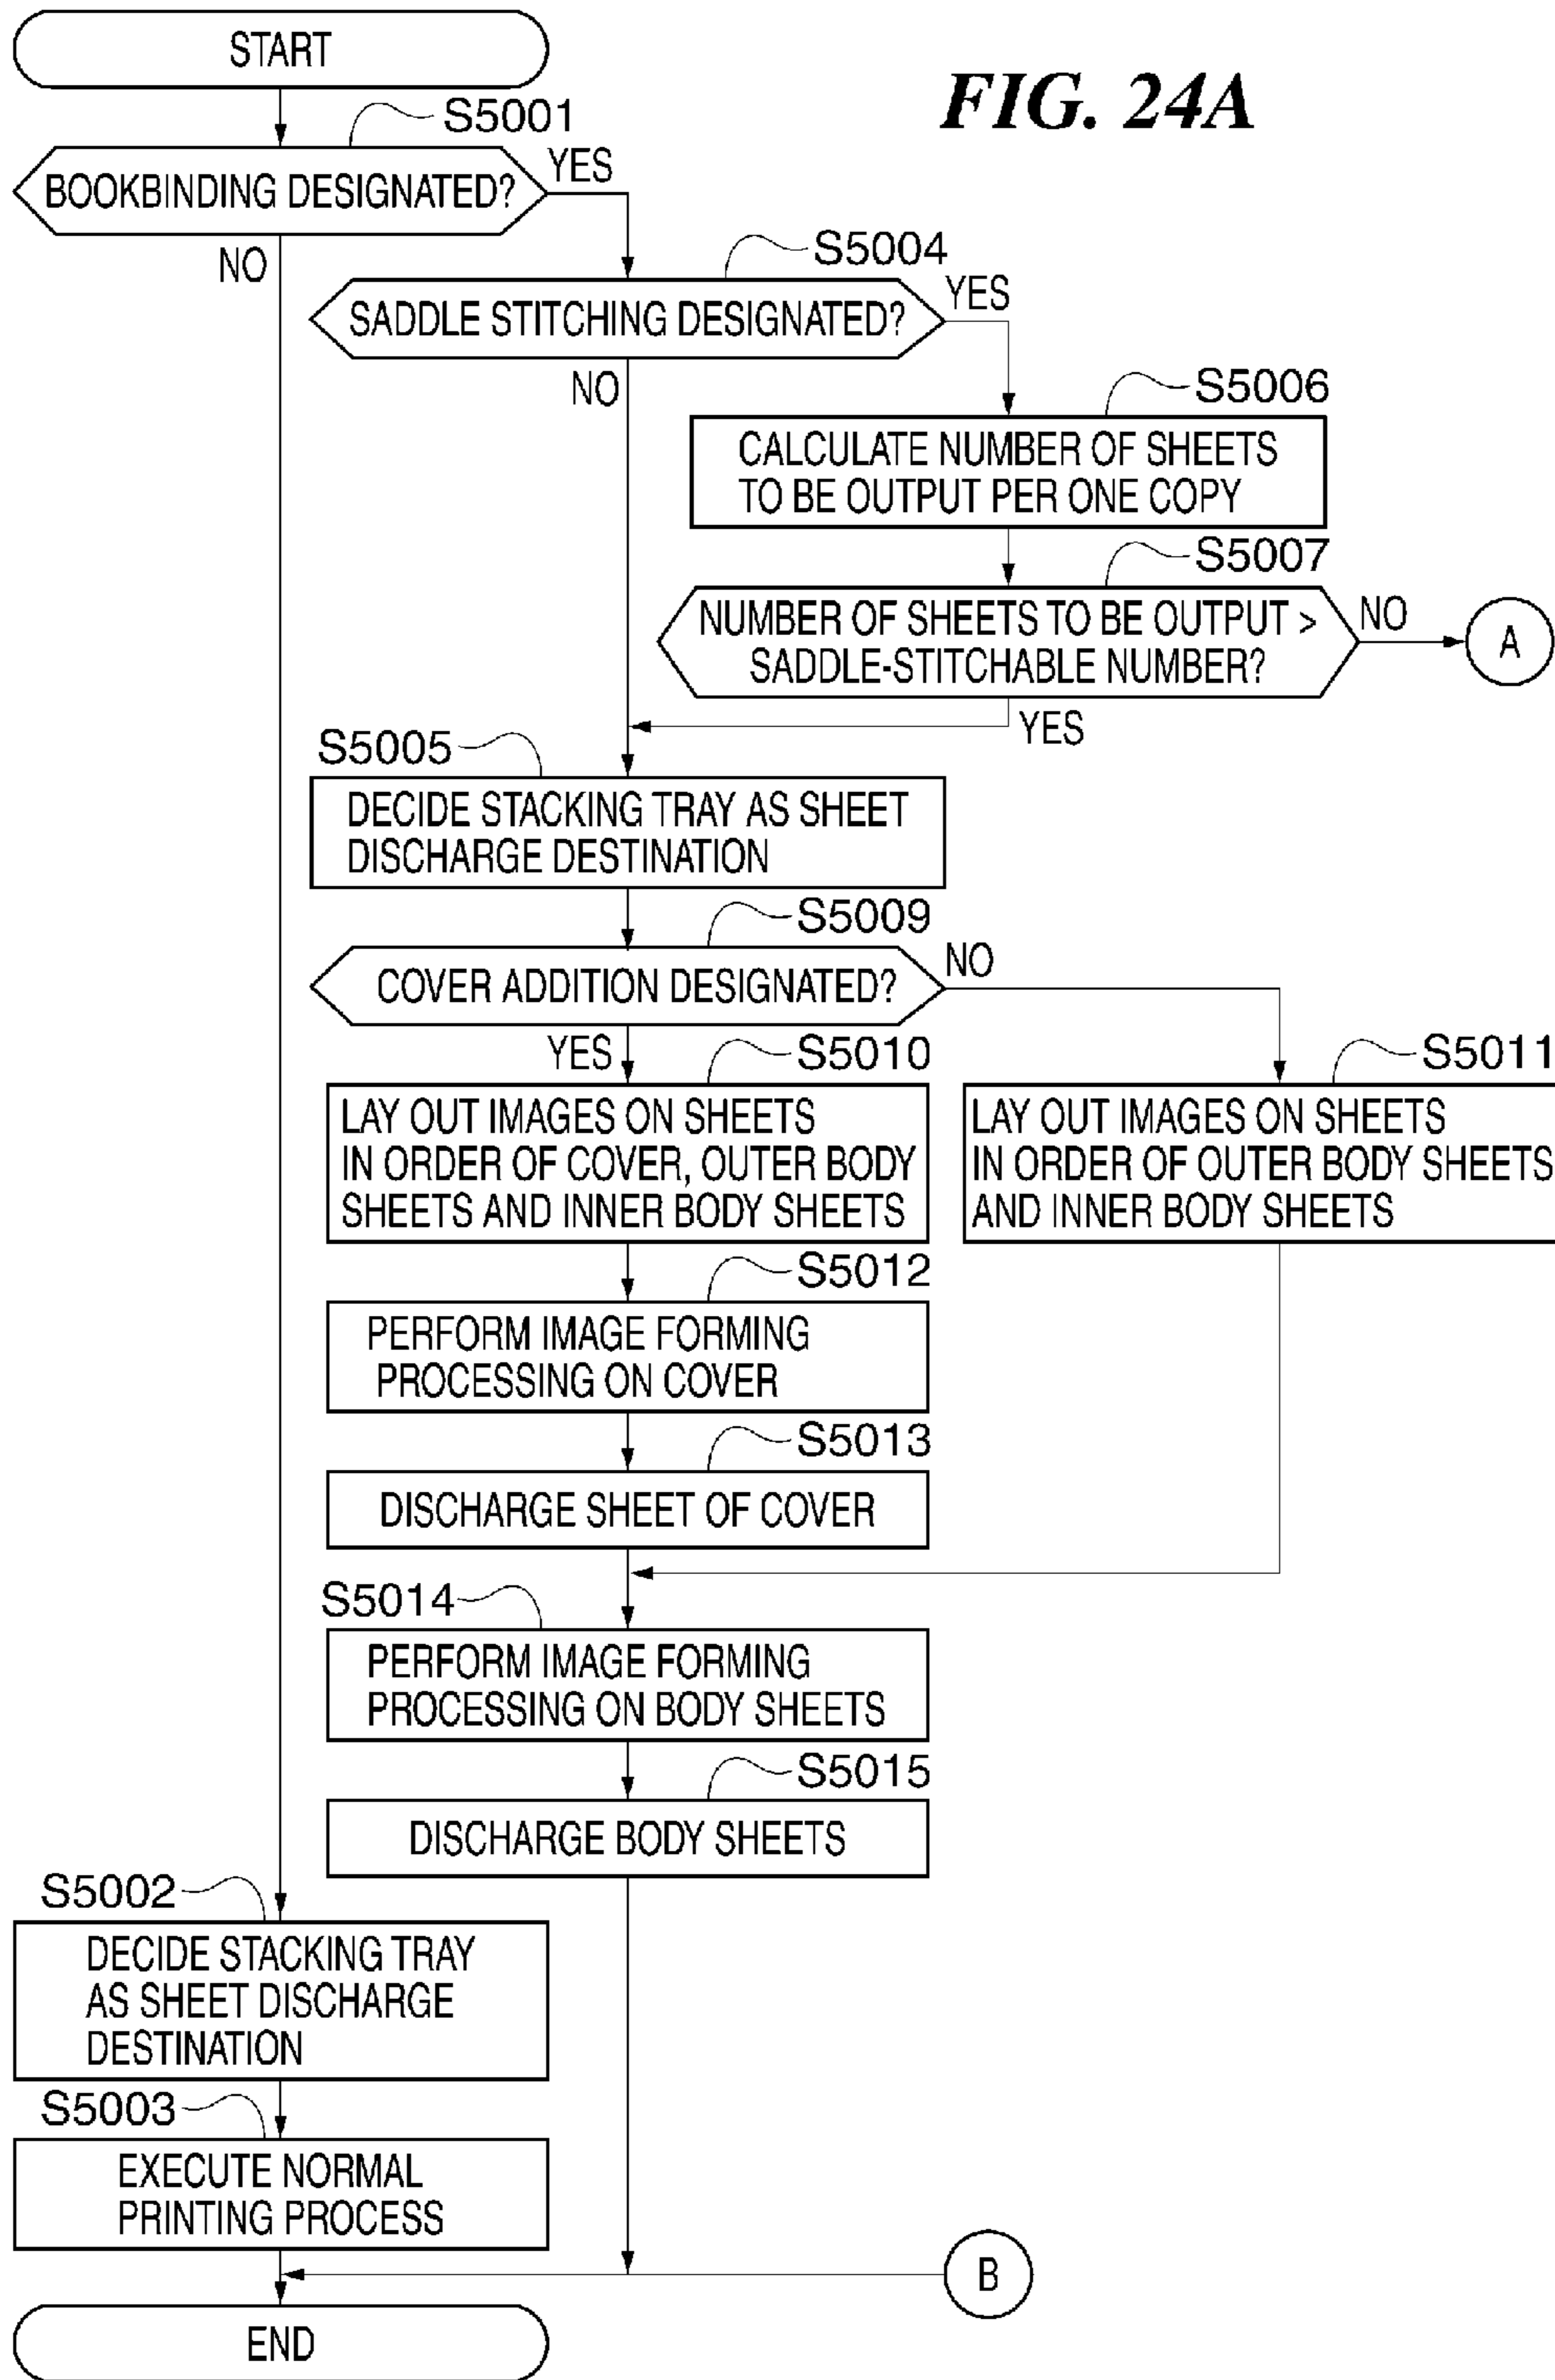 START
FIG. 24A
S5001
BOOKBINDING DESIGNATED?
YES
NO
S5004
SADDLE STITCHING DESIGNATED?
YES
NO
S5006
CALCULATE NUMBER OF SHEETS
TO BE OUTPUT PER ONE COPY
S5007
NUMBER OF SHEETS TO BE OUTPUT >
SADDLE-STITCHABLE NUMBER?
NO
A
YES
S5005
DECIDE STACKING TRAY AS SHEET
DISCHARGE DESTINATION
S5009
COVER ADDITION DESIGNATED?
NO
YES
S5010
LAY OUT IMAGES ON SHEETS
IN ORDER OF COVER, OUTER BODY
SHEETS AND INNER BODY SHEETS
S5011
LAY OUT IMAGES ON SHEETS
IN ORDER OF OUTER BODY SHEETS
AND INNER BODY SHEETS
S5012
PERFORM IMAGE FORMING
PROCESSING ON COVER
S5013
DISCHARGE SHEET OF COVER
S5014
PERFORM IMAGE FORMING
PROCESSING ON BODY SHEETS
S5015
DISCHARGE BODY SHEETS
S5002
DECIDE STACKING TRAY
AS SHEET DISCHARGE
DESTINATION
S5003
EXECUTE NORMAL
PRINTING PROCESS
B
END